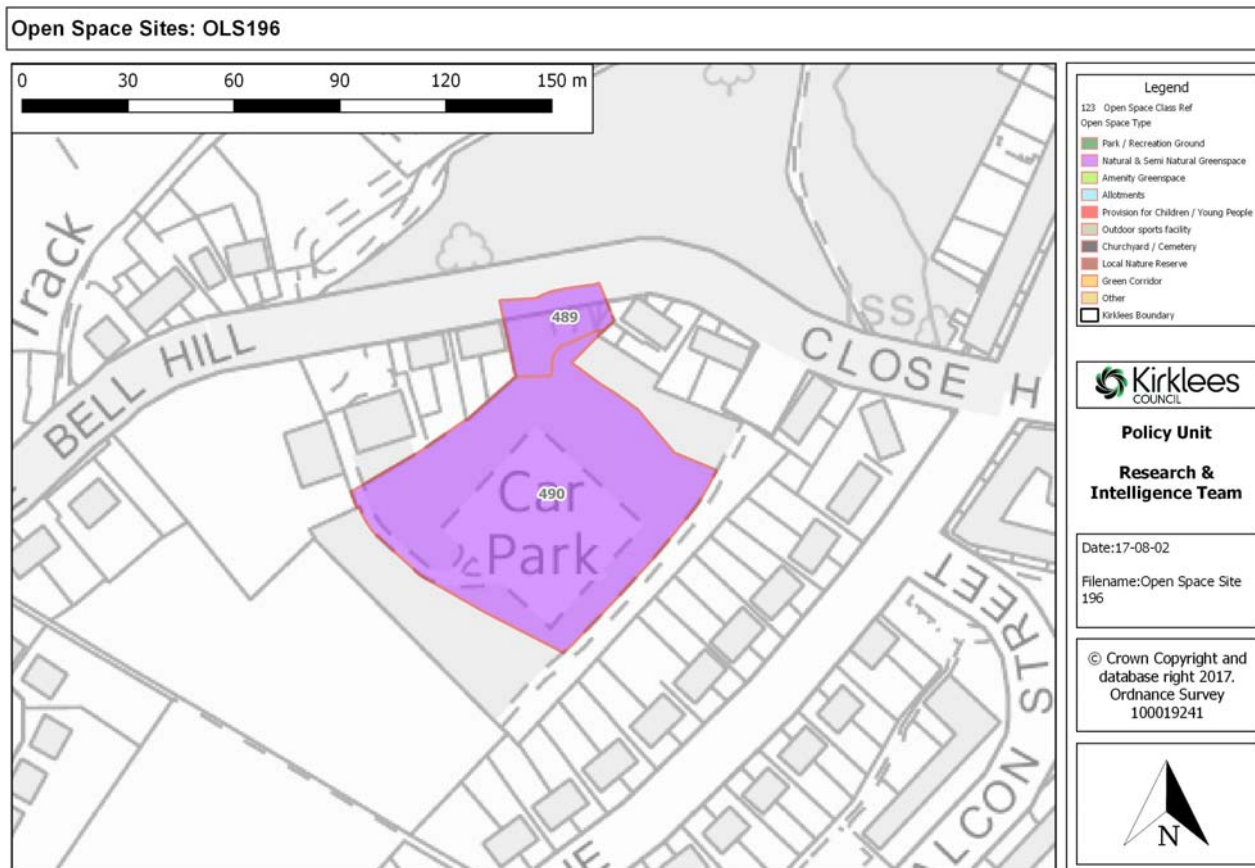 Open Space Sites: OLS196
0 30 60 90 120 150 m
Track
BELL HILL
489
CLOSE H
Car
490
Park
ALCON STREET
Legend
123 Open Space Class Ref
Open Space Type
Park / Recreation Ground
Natural & Semi Natural Greenspace
Amenity Greenspace
Allotments
Provision for Children / Young People
Outdoor sports facility
Churchyard / Cemetery
Local Nature Reserve
Green Corridor
Other
Kirklees Boundary
Kirklees
COUNCIL
Policy Unit
Research &
Intelligence Team
Date:17-08-02
Filename:Open Space Site
196
© Crown Copyright and
database right 2017.
Ordnance Survey
100019241
N